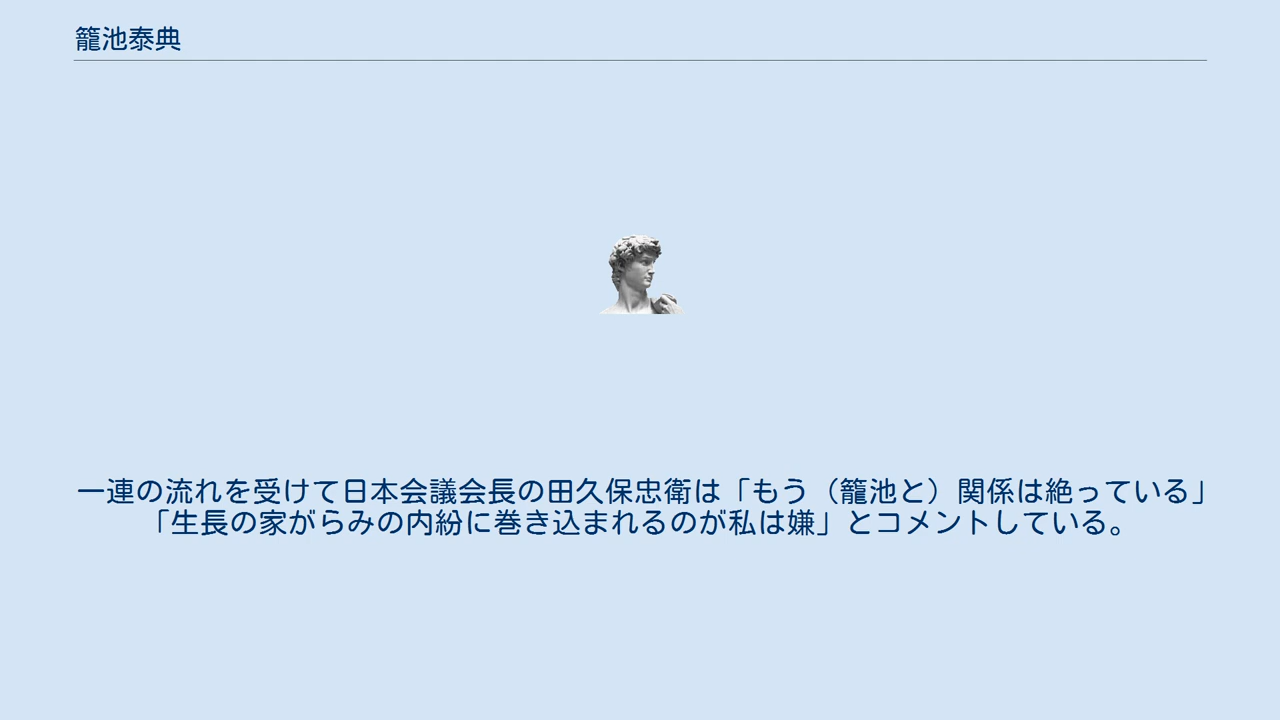 籠池泰典
一連の流れを受けて日本会議会長の田久保忠衛は「もう（籠池と）関係は絶っている」
「生長の家がらみの内紛に巻き込まれるのが私は嫌」とコメントしている。